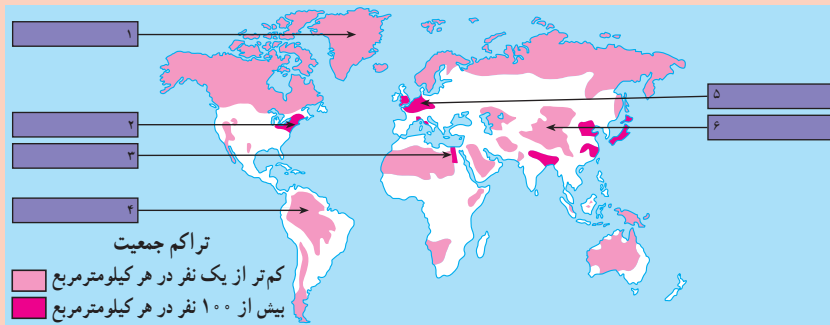 ۱
۲
۳
۴
۵
۶
تراکم جمعیت
کم‌تر از یک نفر در هر کیلومترمربع
بیش از ۱۰۰ نفر در هر کیلومترمربع